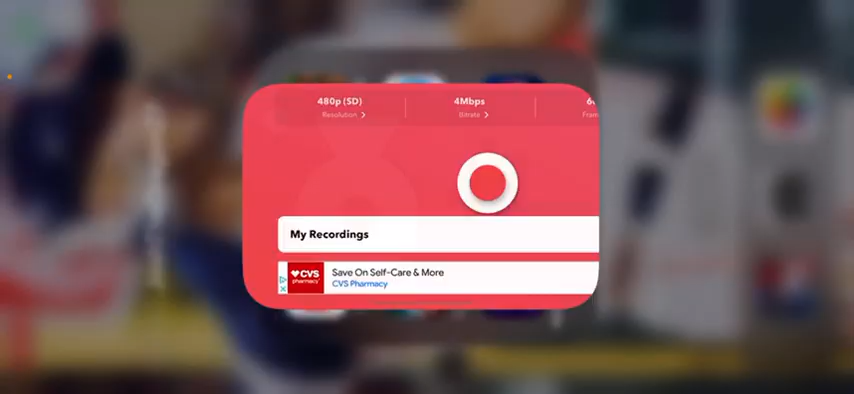 480p (SD)
Resolution
4Mbps
Bitrate
My Recordings
CVS
pharmacy
Save On Self-Care & More
CVS Pharmacy